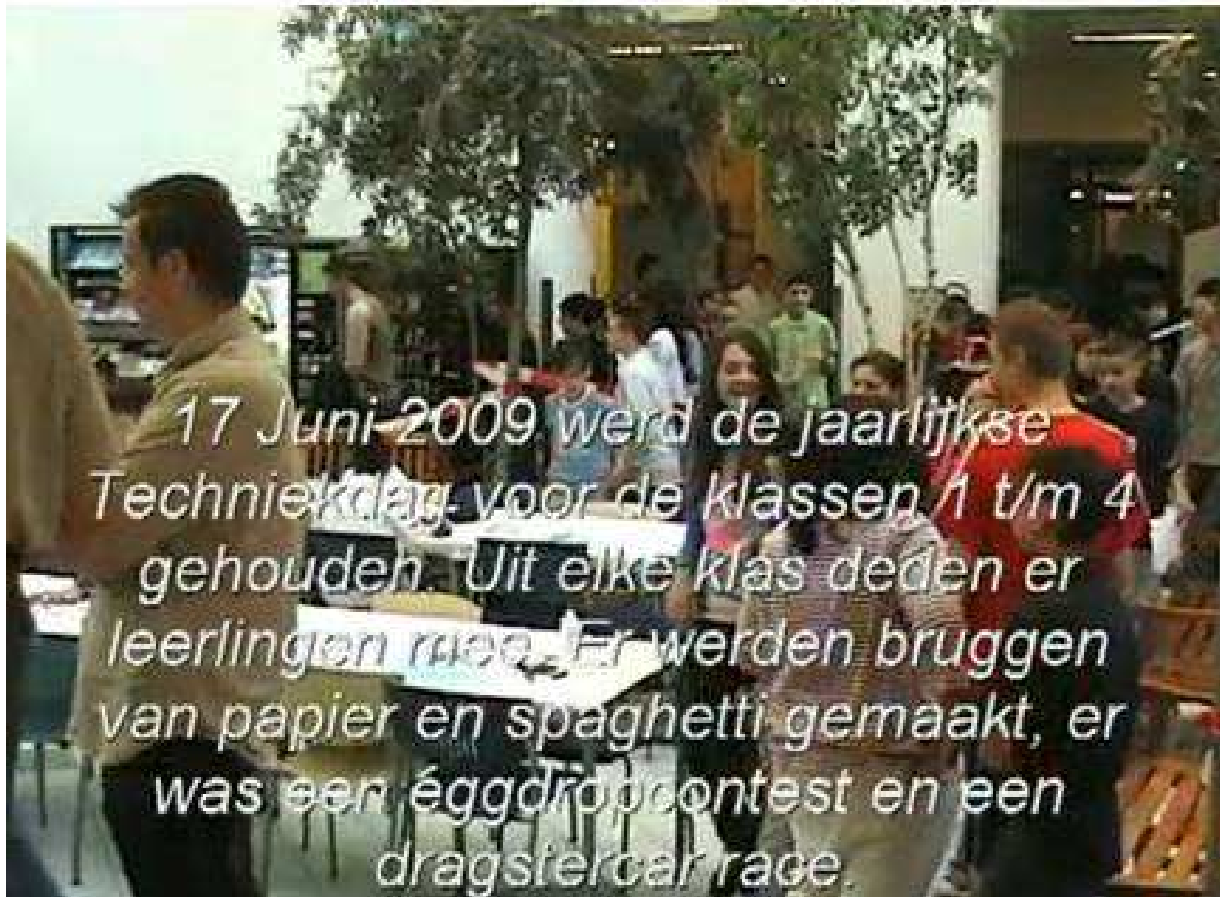 17 Juni 2009 werd de jaarlijkse
Techniekdag voor de klassen 1 t/m 4
gehouden. Uit elke klas deden er
leerlingen mee. Er werden bruggen
van papier en spaghetti gemaakt, er
was een éggdropcontest en een
dragstercar race.